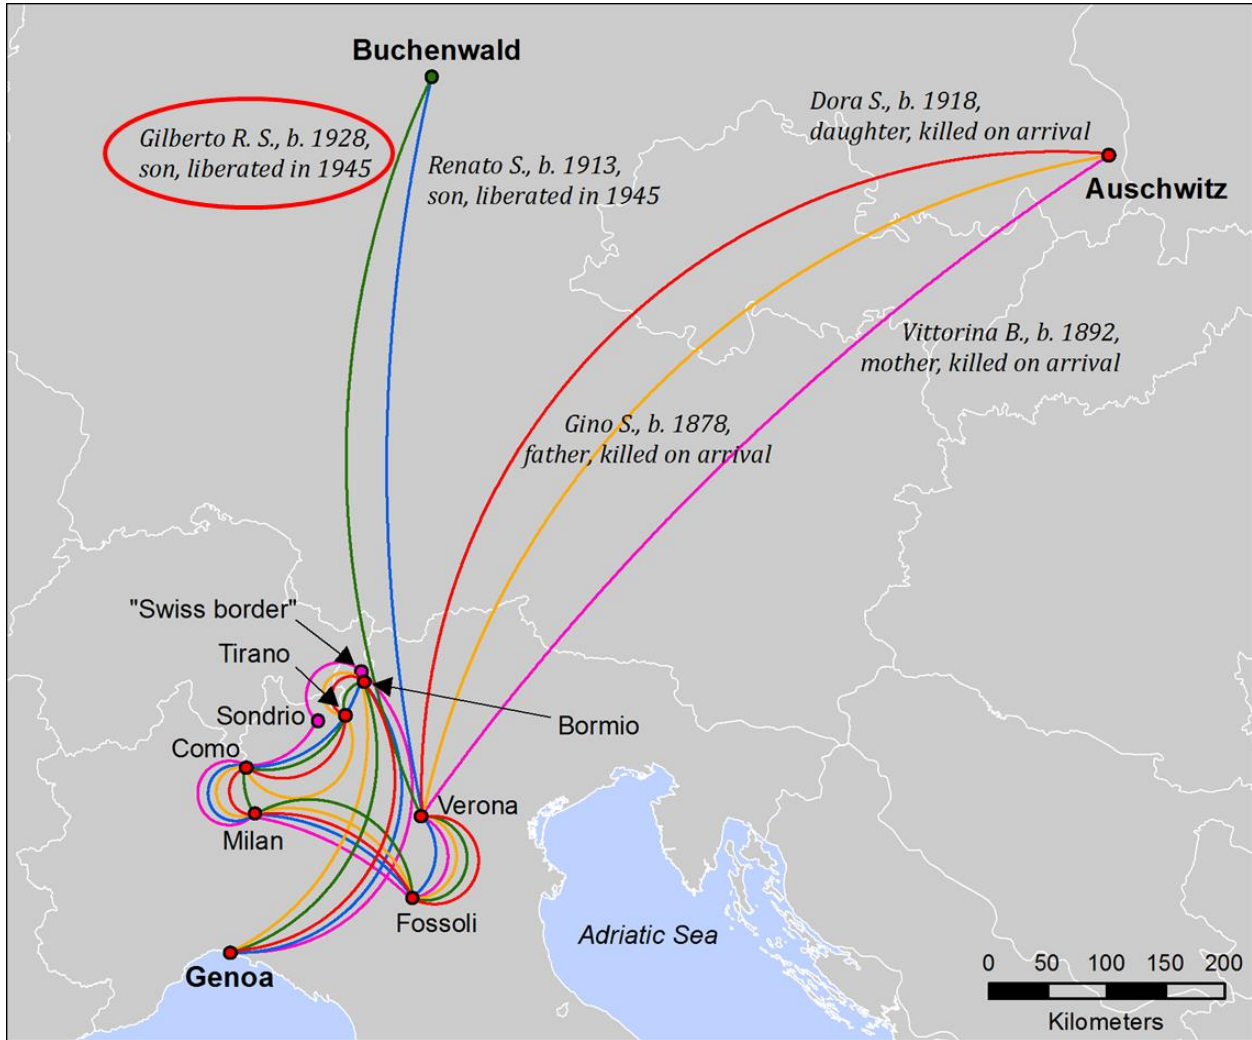 Buchenwald
Gilberto R. S., b. 1928,
son, liberated in 1945
Renato S., b. 1913,
son, liberated in 1945
Dora S., b. 1918,
daughter, killed on arrival
Auschwitz
Vittorina B., b. 1892,
mother, killed on arrival
Gino S., b. 1878,
father, killed on arrival
"Swiss border"
Tirano
Sondrio
Bormio
Como
Verona
Milan
Fossoli
Adriatic Sea
Genoa
0 50 100 150 200
Kilometers